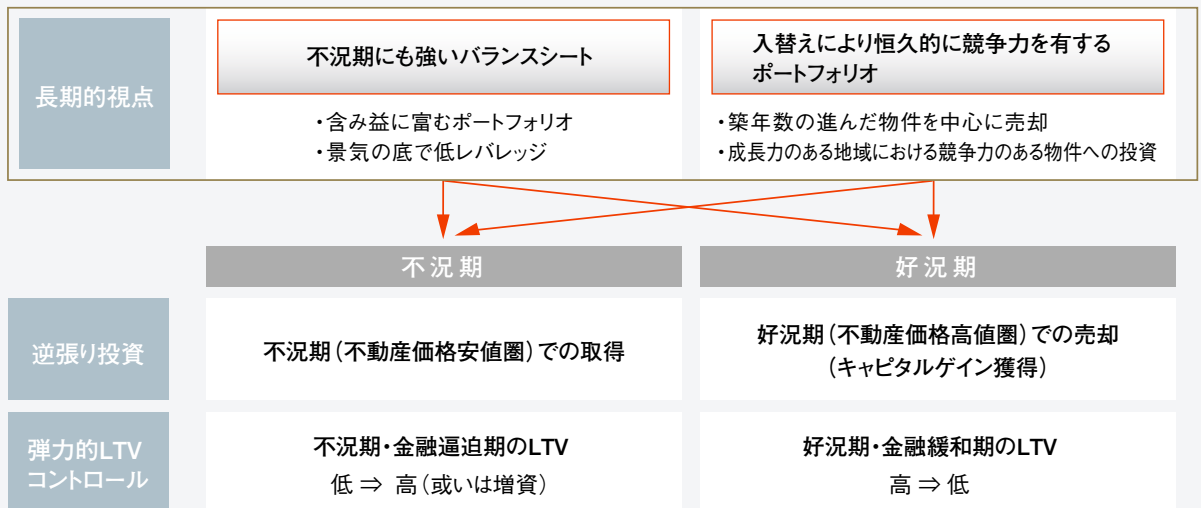 長期的視点
不況期にも強いバランスシート
・含み益に富むポートフォリオ
・景気の底で低レバレッジ
入替えにより恒久的に競争力を有する
ポートフォリオ
・築年数の進んだ物件を中心に売却
・成長力のある地域における競争力のある物件への投資
不況期
好況期
逆張り投資
不況期(不動産価格安値圏)での取得
好況期(不動産価格高値圏)での売却
(キャピタルゲイン獲得)
弾力的LTV
コントロール
不況期・金融逼迫期のLTV
低 ⇒ 高(或いは増資)
好況期・金融緩和期のLTV
高 ⇒ 低